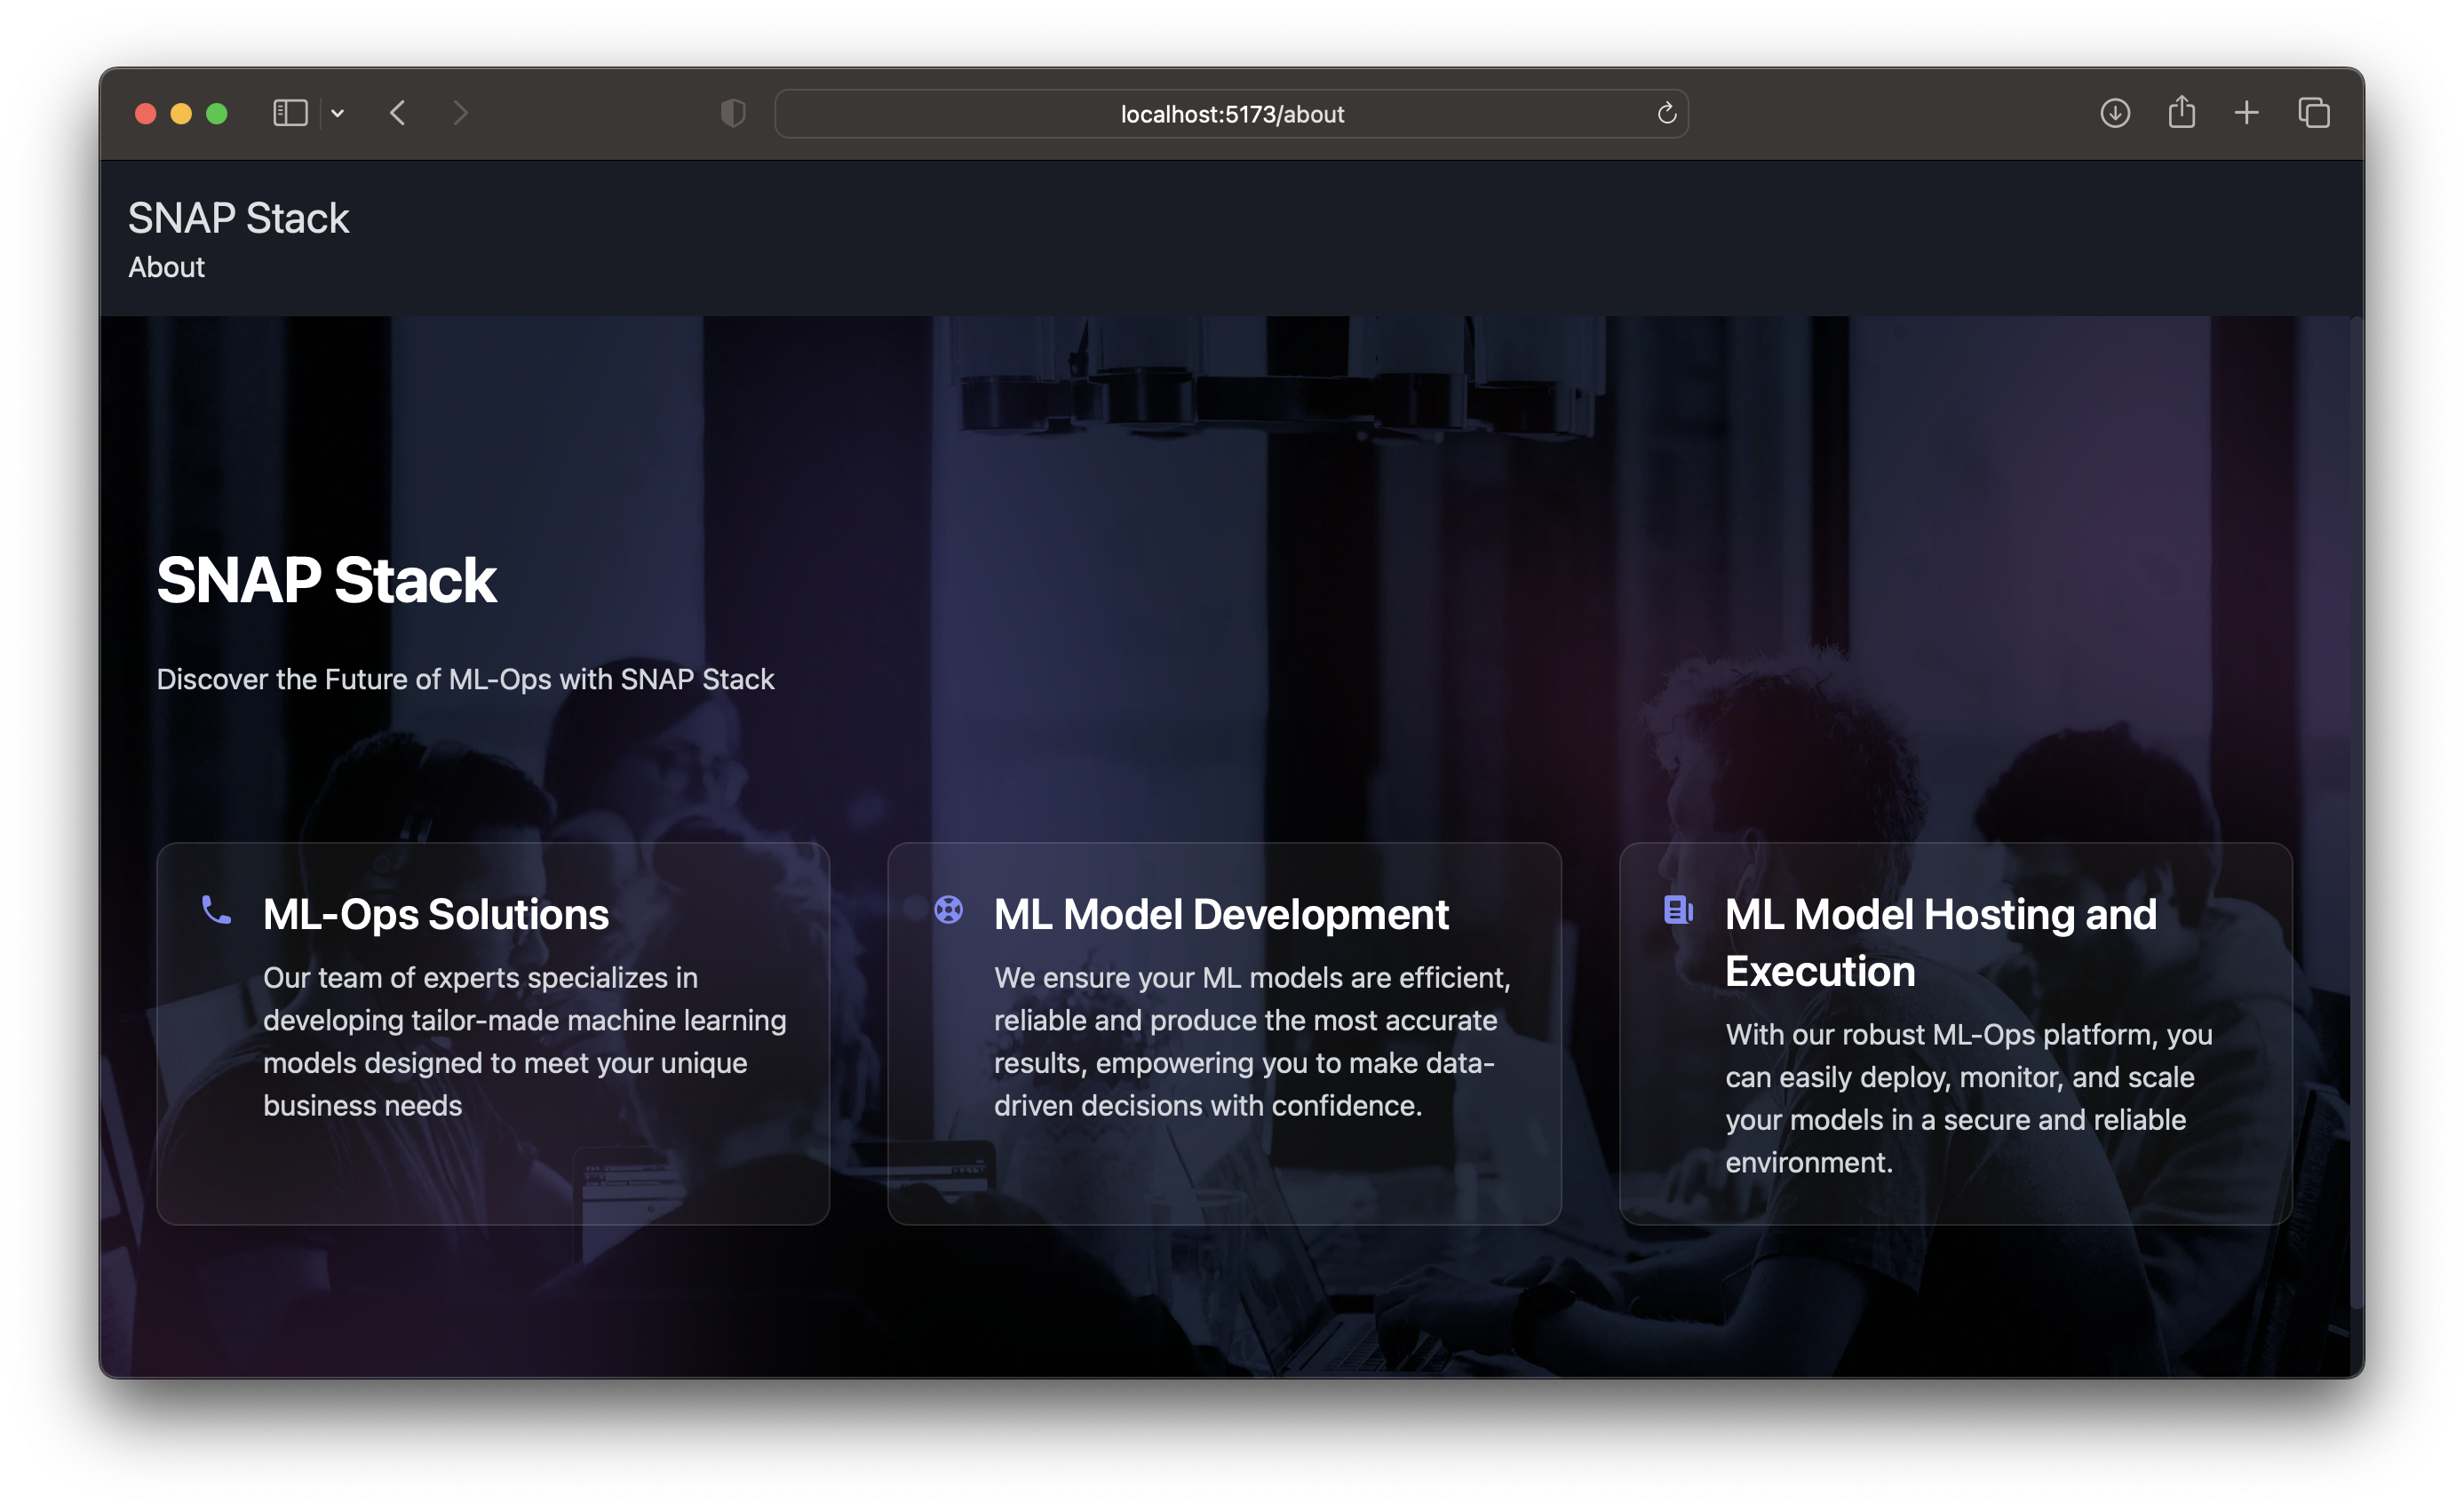 localhost:5173/about
SNAP Stack
About
SNAP Stack
Discover the Future of ML-Ops with SNAP Stack
ML-Ops Solutions
Our team of experts specializes in
developing tailor-made machine learning
models designed to meet your unique
business needs
ML Model Development
We ensure your ML models are efficient,
reliable and produce the most accurate
results, empowering you to make data-
driven decisions with confidence.
ML Model Hosting and
Execution
With our robust ML-Ops platform, you
can easily deploy, monitor, and scale
your models in a secure and reliable
environment.